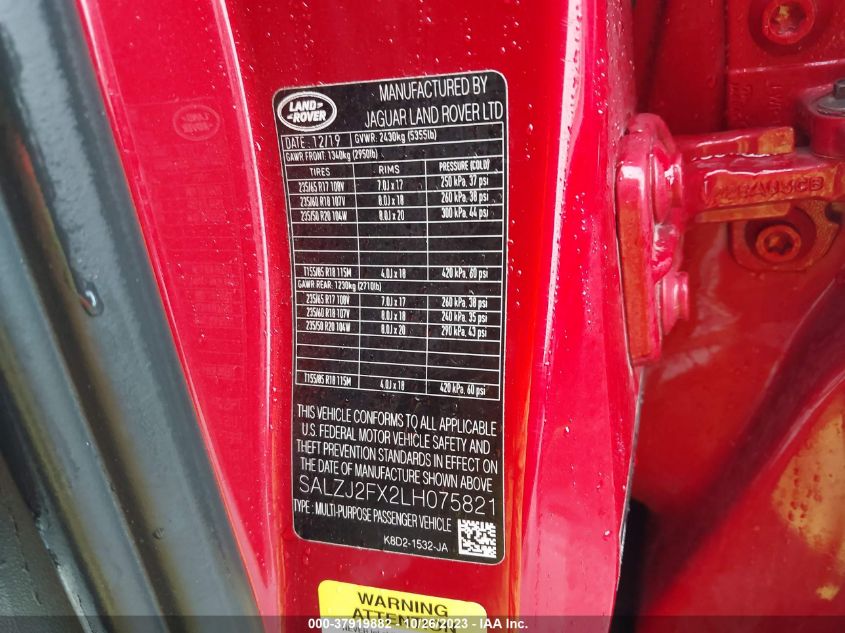 LAND
ROVER
MANUFACTURED BY
JAGUAR LAND ROVER LTD
DATE: 12/19 GVWR: 2430kg (5355lb)
GAWR FRONT: 1340kg (2950lb)
TIRES RIMS PRESSURE (COLD)
235/65 R17 108V 7.0J x 17 250 kPa, 37 psi
235/60 R18 107V 8.0J x 18 260 kPa, 38 psi
235/50 R20 104W 8.0J x 20 300 kPa, 44 psi
T155/85 R18 115M 4.0J x 18 420 kPa, 60 psi
GAWR REAR: 1230kg (2710lb)
235/65 R17 108V 7.0J x 17 260 kPa, 38 psi
235/60 R18 107V 8.0J x 18 240 kPa, 35 psi
235/50 R20 104W 8.0J x 20 290 kPa, 43 psi
T155/85 R18 115M 4.0J x 18 420 kPa, 60 psi
THIS VEHICLE CONFORMS TO ALL APPLICABLE
U.S. FEDERAL MOTOR VEHICLE SAFETY AND
THEFT PREVENTION STANDARDS IN EFFECT ON
THE DATE OF MANUFACTURE SHOWN ABOVE
SALZJ2FX2LH075821
TYPE: MULTI-PURPOSE PASSENGER VEHICLE
K8D2-1532-JA
WARNING
ATTENTION
000-37919882 - 10/26/2023 - IAA Inc.